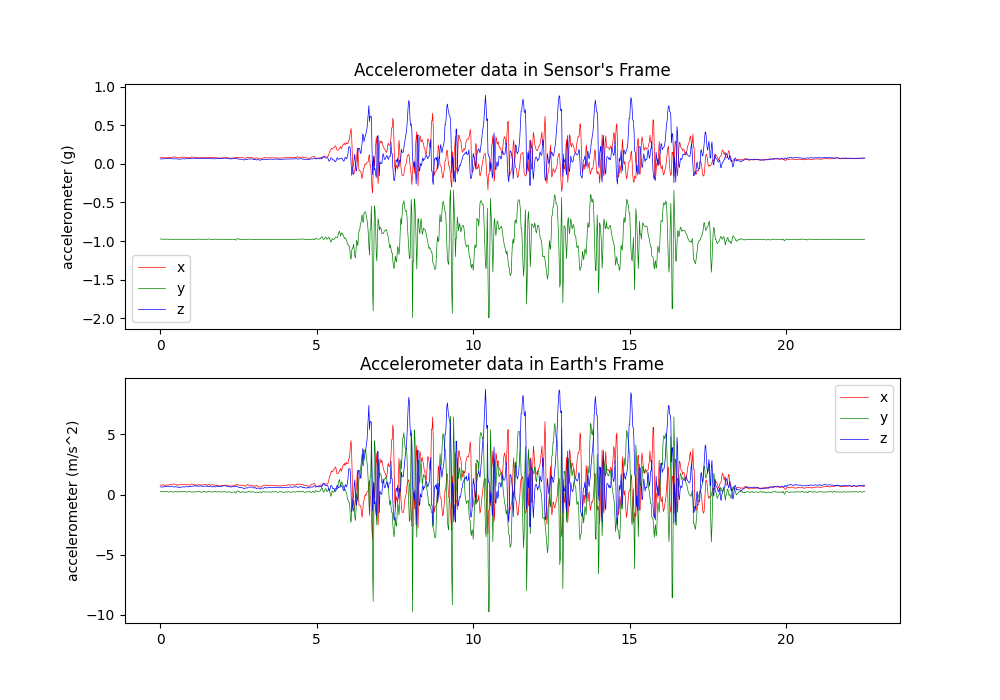 Accelerometer data in Sensor's Frame
accelerometer (g)
1.0
0.5
0.0
−0.5
−1.0
−1.5
−2.0
x
y
z
0 5 10 15 20
Accelerometer data in Earth's Frame
accelerometer (m/s^2)
5
0
−5
−10
x
y
z
0 5 10 15 20